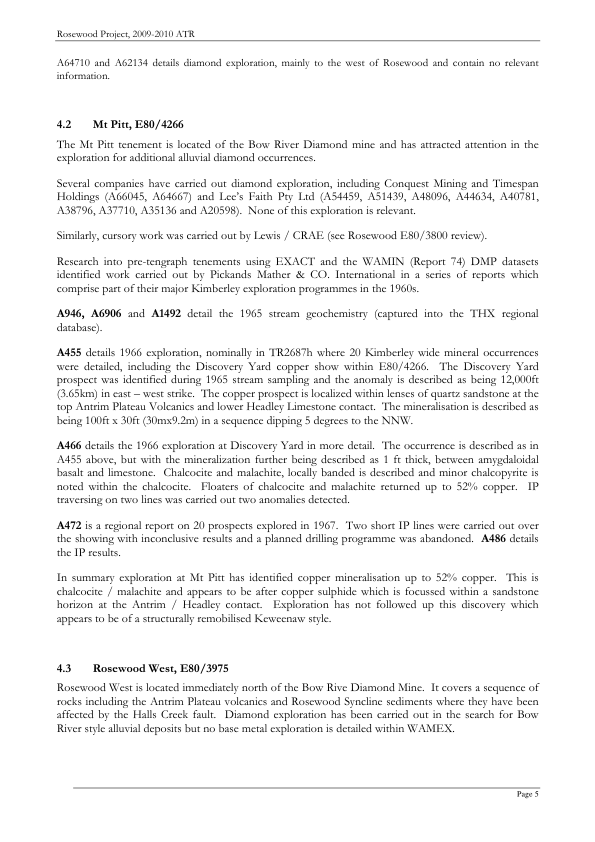 Rosewood Project, 2009-2010 ATR
A64710 and A62134 details diamond exploration, mainly to the west of Rosewood and contain no relevant
information.
4.2 Mt Pitt, E80/4266
The Mt Pitt tenement is located of the Bow River Diamond mine and has attracted attention in the
exploration for additional alluvial diamond occurrences.
Several companies have carried out diamond exploration, including Conquest Mining and Timespan
Holdings (A66045, A64667) and Lee's Faith Pty Ltd (A54459, A51439, A48096, A44634, A40781,
A38796, A37710, A35136 and A20598). None of this exploration is relevant.
Similarly, cursory work was carried out by Lewis / CRAE (see Rosewood E80/3800 review).
Research into pre-tengraph tenements using EXACT and the WAMIN (Report 74) DMP datasets
identified work carried out by Pickands Mather & CO. International in a series of reports which
comprise part of their major Kimberley exploration programmes in the 1960s.
A946, A6906 and A1492 detail the 1965 stream geochemistry (captured into the THX regional
database).
A455 details 1966 exploration, nominally in TR2687h where 20 Kimberley wide mineral occurrences
were detailed, including the Discovery Yard copper show within E80/4266. The Discovery Yard
prospect was identified during 1965 stream sampling and the anomaly is described as being 12,000ft
(3.65km) in east – west strike. The copper prospect is localized within lenses of quartz sandstone at the
top Antrim Plateau Volcanics and lower Headley Limestone contact. The mineralisation is described as
being 100ft x 30ft (30mx9.2m) in a sequence dipping 5 degrees to the NNW.
A466 details the 1966 exploration at Discovery Yard in more detail. The occurrence is described as in
A455 above, but with the mineralization further being described as 1 ft thick, between amygdaloidal
basalt and limestone. Chalcocite and malachite, locally banded is described and minor chalcopyrite is
noted within the chalcocite. Floaters of chalcocite and malachite returned up to 52% copper. IP
traversing on two lines was carried out two anomalies detected.
A472 is a regional report on 20 prospects explored in 1967. Two short IP lines were carried out over
the showing with inconclusive results and a planned drilling programme was abandoned. A486 details
the IP results.
In summary exploration at Mt Pitt has identified copper mineralisation up to 52% copper. This is
chalcocite / malachite and appears to be after copper sulphide which is focussed within a sandstone
horizon at the Antrim / Headley contact. Exploration has not followed up this discovery which
appears to be of a structurally remobilised Keweenaw style.
4.3 Rosewood West, E80/3975
Rosewood West is located immediately north of the Bow Rive Diamond Mine. It covers a sequence of
rocks including the Antrim Plateau volcanics and Rosewood Syncline sediments where they have been
affected by the Halls Creek fault. Diamond exploration has been carried out in the search for Bow
River style alluvial deposits but no base metal exploration is detailed within WAMEX.
Page 5